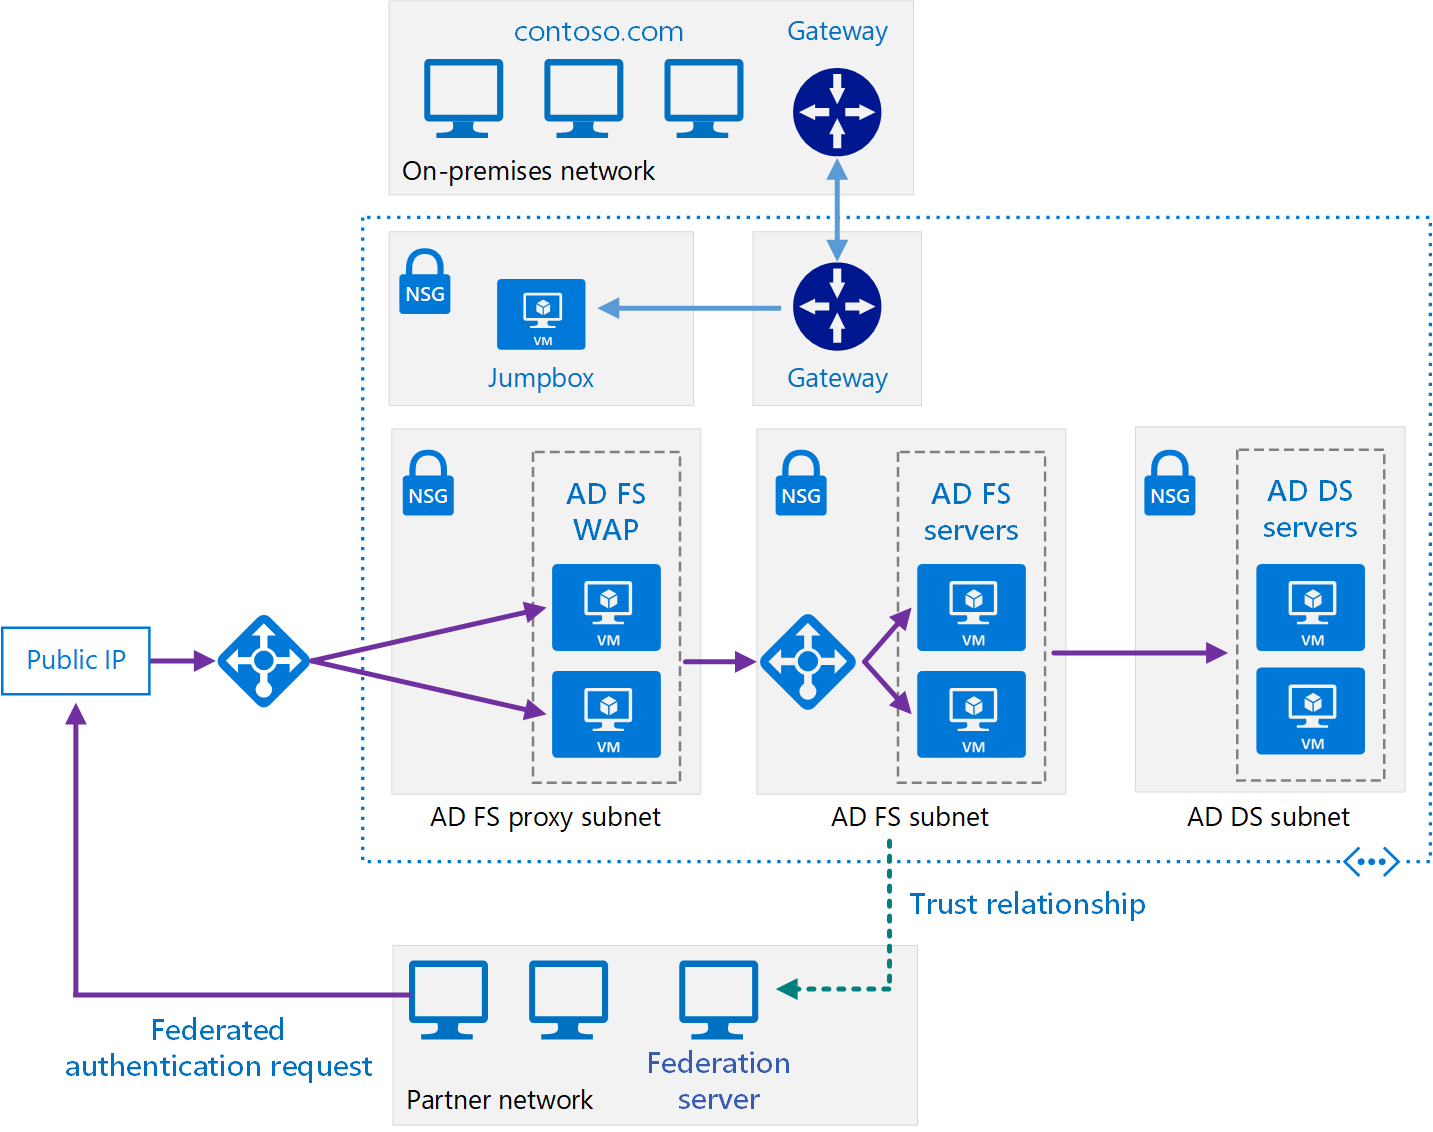 contoso.com
Gateway
On-premises network
NSG
VM
Jumpbox
Gateway
NSG
AD FS
WAP
VM
VM
AD FS proxy subnet
NSG
AD FS
servers
VM
VM
AD FS subnet
NSG
AD DS
servers
VM
VM
AD DS subnet
Public IP
Trust relationship
Federated
authentication request
Federation
server
Partner network